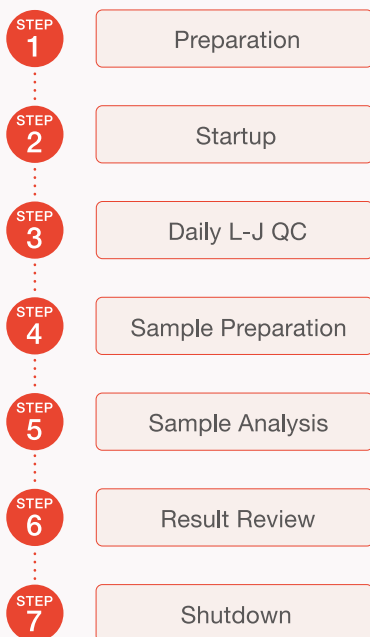 STEP
1
Preparation
STEP
2
Startup
STEP
3
Daily L-J QC
STEP
4
Sample Preparation
STEP
5
Sample Analysis
STEP
6
Result Review
STEP
7
Shutdown